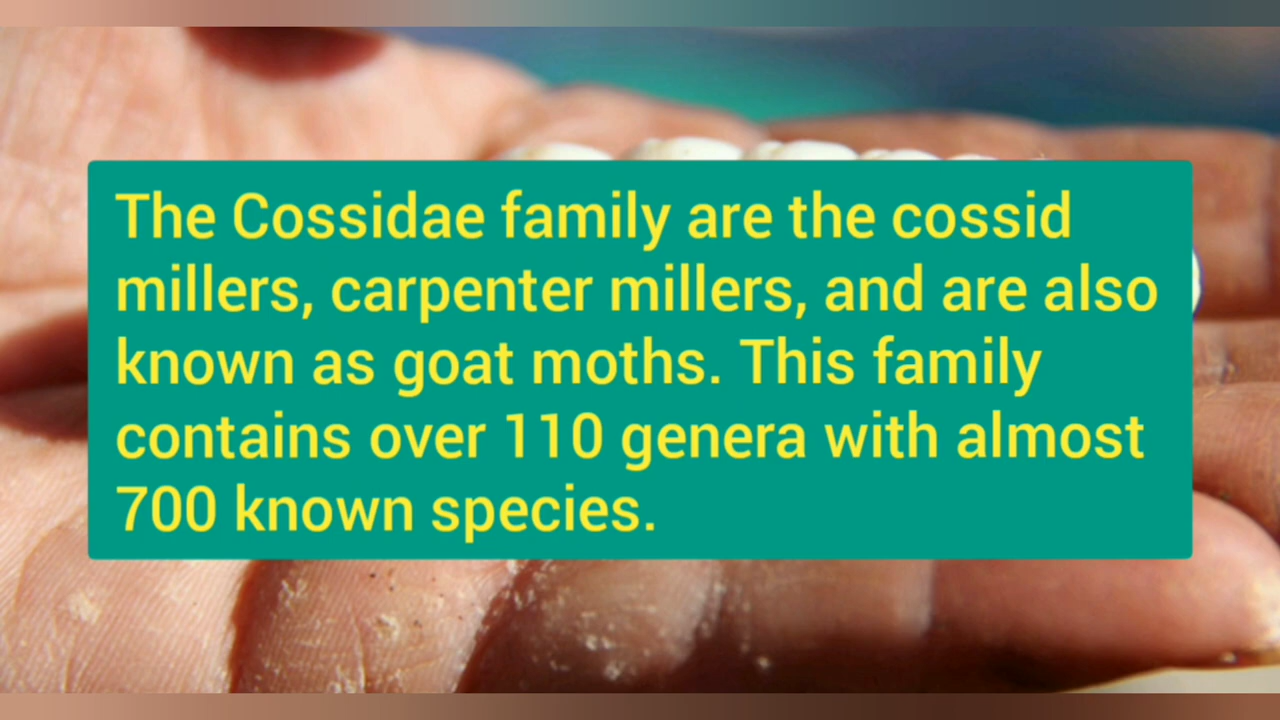 The Cossidae family are the cossid
millers, carpenter millers, and are also
known as goat moths. This family
contains over 110 genera with almost
700 known species.